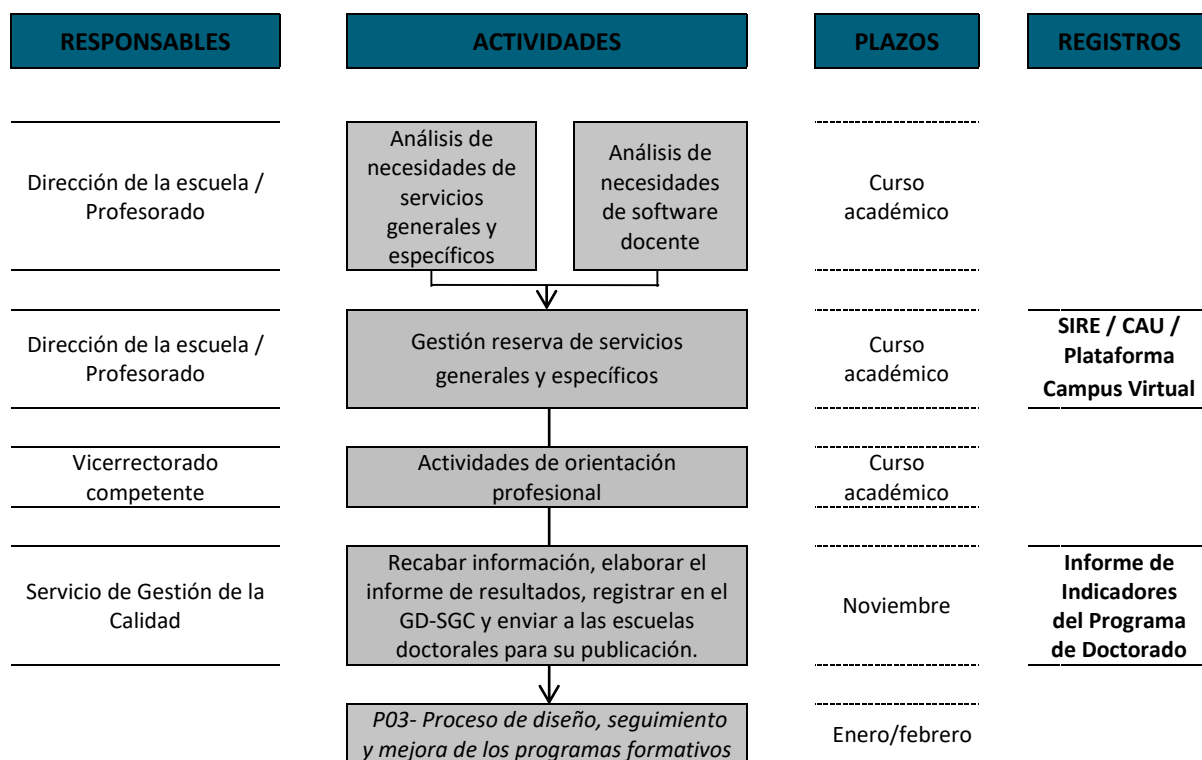 RESPONSABLES
ACTIVIDADES
PLAZOS
REGISTROS
Dirección de la escuela /
Profesorado
Análisis de
necesidades de
servicios
generales y
específicos
Análisis de
necesidades
de software
docente
Curso
académico
Dirección de la escuela /
Profesorado
Gestión reserva de servicios
generales y específicos
Curso
académico
SIRE / CAU /
Plataforma
Campus Virtual
Vicerrectorado
competente
Actividades de orientación
profesional
Curso
académico
Servicio de Gestión de la
Calidad
Recabar información, elaborar el
informe de resultados, registrar en el
GD-SGC y enviar a las escuelas
doctorales para su publicación.
Noviembre
Informe de
Indicadores
del Programa
de Doctorado
P03- Proceso de diseño, seguimiento
y mejora de los programas formativos
Enero/febrero